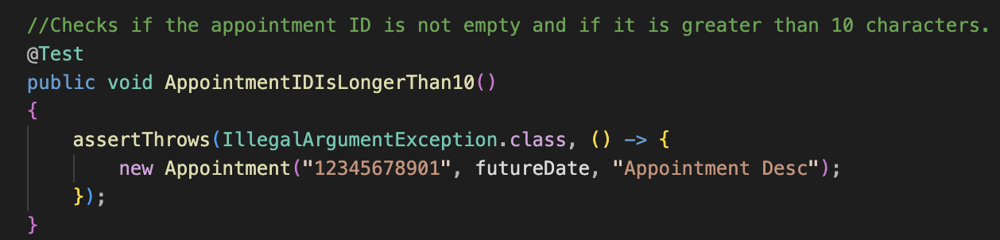 //Checks if the appointment ID is not empty and if it is greater than 10 characters.
@Test
public void AppointmentIDIsLongerThan10()
{
    assertThrows(IllegalArgumentException.class, () -> {
        new Appointment("12345678901", futureDate, "Appointment Desc");
    });
}